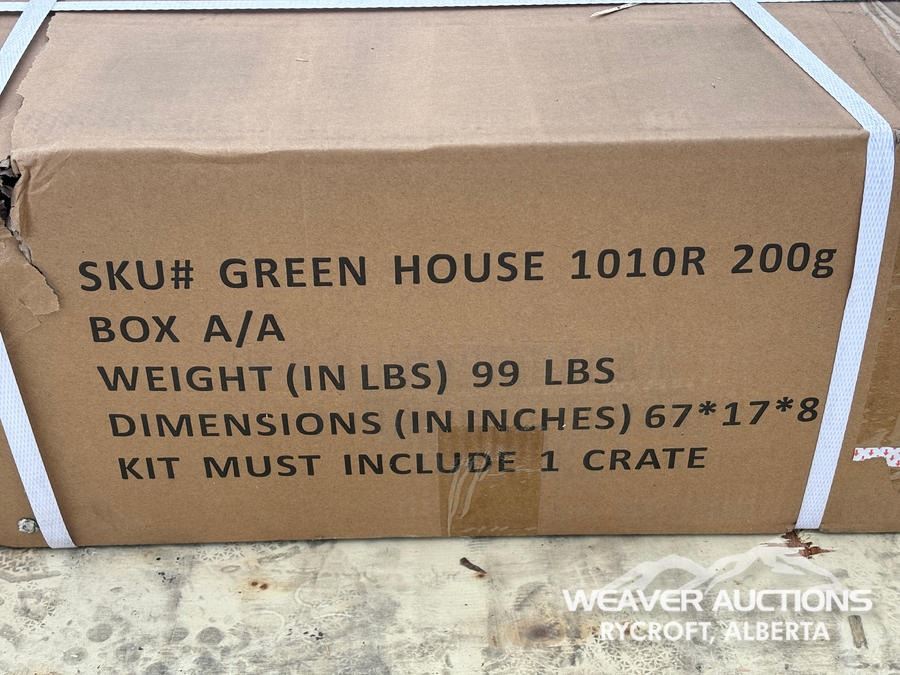 SKU# GREEN HOUSE 1010R 200g
BOX A/A
WEIGHT (IN LBS) 99 LBS
DIMENSIONS (IN INCHES) 67*17*8
KIT MUST INCLUDE 1 CRATE
WEAVER AUCTIONS
RYCROFT, ALBERTA